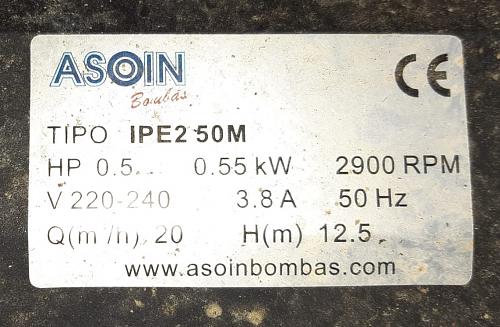 ASOIN
Bombas
TIPO IPE2 50M
HP 0.5 0.55 kW 2900 RPM
V 220-240 3.8 A 50 Hz
Q(m /h) 20 H(m) 12.5
www.asoinbombas.com
CE